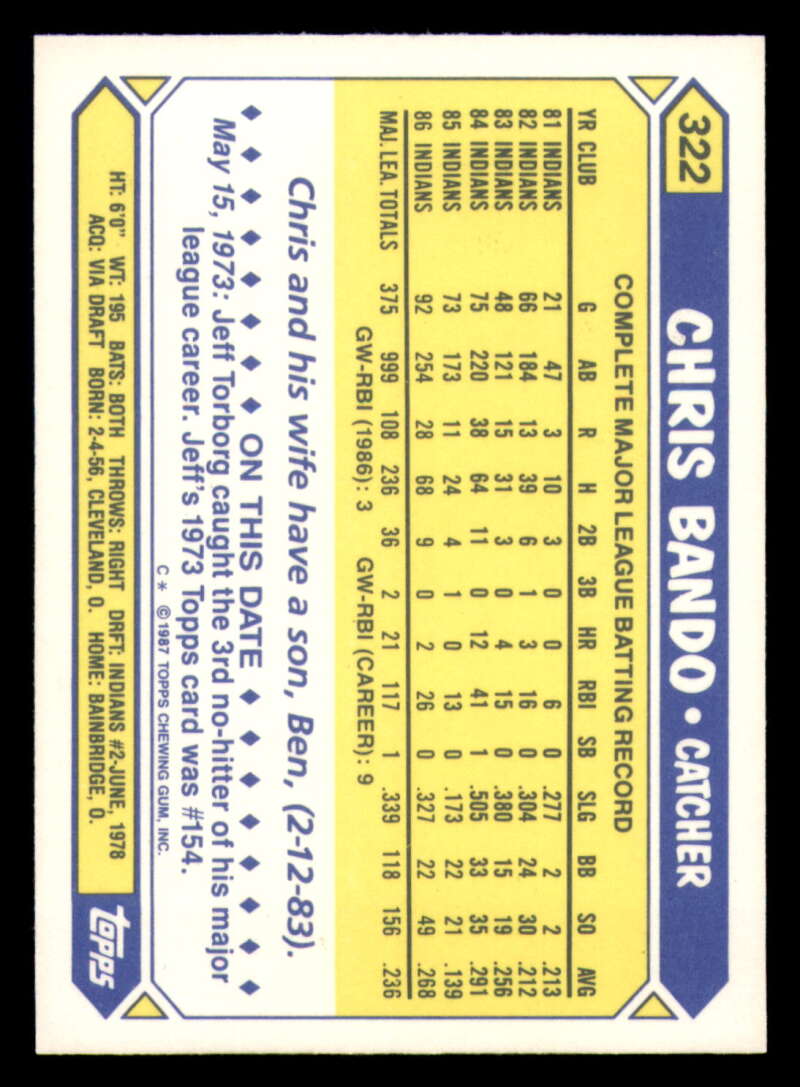 322 CHRIS BANDO • CATCHER
COMPLETE MAJOR LEAGUE BATTING RECORD
YR CLUB G AB R H 2B 3B HR RBI SB SLG BB SO AVG
81 INDIANS 21 47 3 10 3 0 0 6 0 .277 2 2 .213
82 INDIANS 66 184 13 39 6 1 3 16 0 .304 24 30 .212
83 INDIANS 48 121 15 31 3 0 4 15 0 .380 15 19 .256
84 INDIANS 75 220 38 64 11 0 12 41 1 .505 33 35 .291
85 INDIANS 73 173 11 24 4 1 0 13 0 .173 22 21 .139
86 INDIANS 92 254 28 68 9 0 2 26 0 .327 22 49 .268
MAJ. LEA. TOTALS 375 999 108 236 36 2 21 117 1 .339 118 156 .236
GW-RBI (1986): 3 GW-RBI (CAREER): 9
Chris and his wife have a son, Ben, (2-12-83).
ON THIS DATE
May 15, 1973: Jeff Torborg caught the 3rd no-hitter of his major
league career. Jeff's 1973 Topps card was #154.
C* ©1987 TOPPS CHEWING GUM, INC.
HT: 6'0" WT: 195 BATS: BOTH THROWS: RIGHT DRFT: INDIANS #2-JUNE, 1978
ACQ: VIA DRAFT BORN: 2-4-56, CLEVELAND, O. HOME: BAINBRIDGE, O.
topps